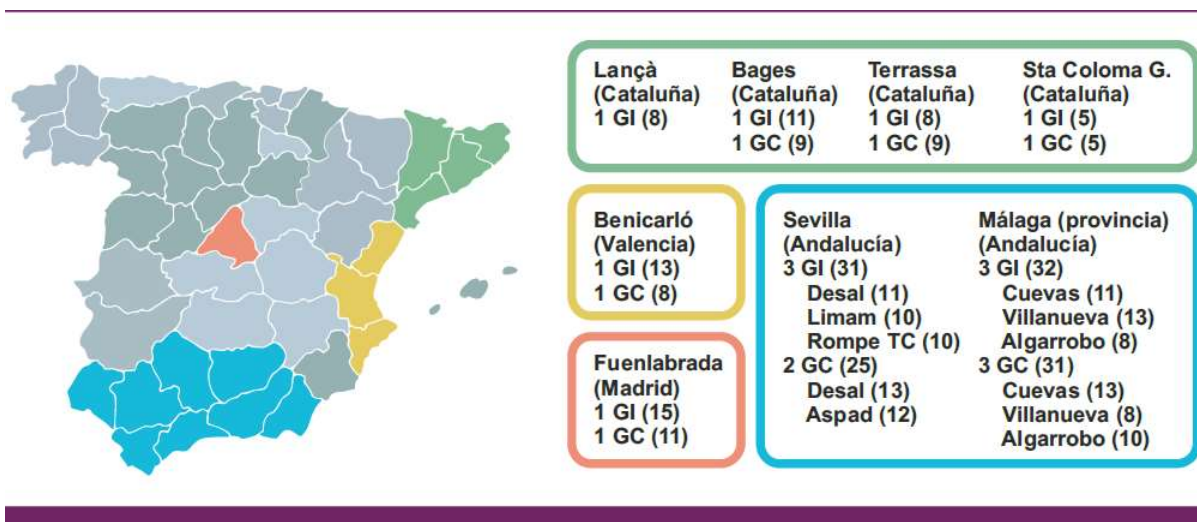 Lançà
(Cataluña)
1 GI (8)
Bages
(Cataluña)
1 GI (11)
1 GC (9)
Terrassa
(Cataluña)
1 GI (8)
1 GC (9)
Sta Coloma G.
(Cataluña)
1 GI (5)
1 GC (5)
Benicarló
(Valencia)
1 GI (13)
1 GC (8)
Fuenlabrada
(Madrid)
1 GI (15)
1 GC (11)
Sevilla
(Andalucía)
3 GI (31)
Desal (11)
Limam (10)
Rompe TC (10)
2 GC (25)
Desal (13)
Aspad (12)
Málaga (provincia)
(Andalucía)
3 GI (32)
Cuevas (11)
Villanueva (13)
Algarrobo (8)
3 GC (31)
Cuevas (13)
Villanueva (8)
Algarrobo (10)